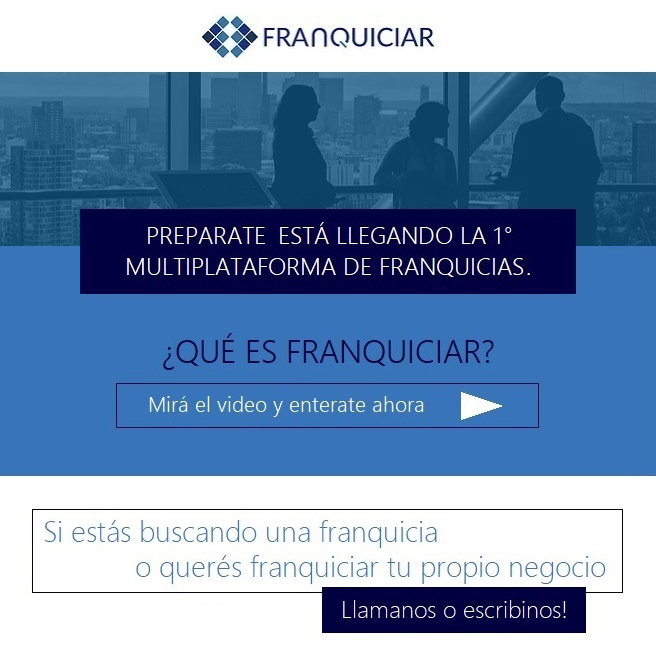 FRANQUICIAR
PREPARATE ESTÁ LLEGANDO LA 1°
MULTIPLATAFORMA DE FRANQUICIAS.
¿QUÉ ES FRANQUICIAR?
Mirá el video y enterate ahora
Si estás buscando una franquicia
o querés franquiciar tu propio negocio
Llamanos o escribinos!